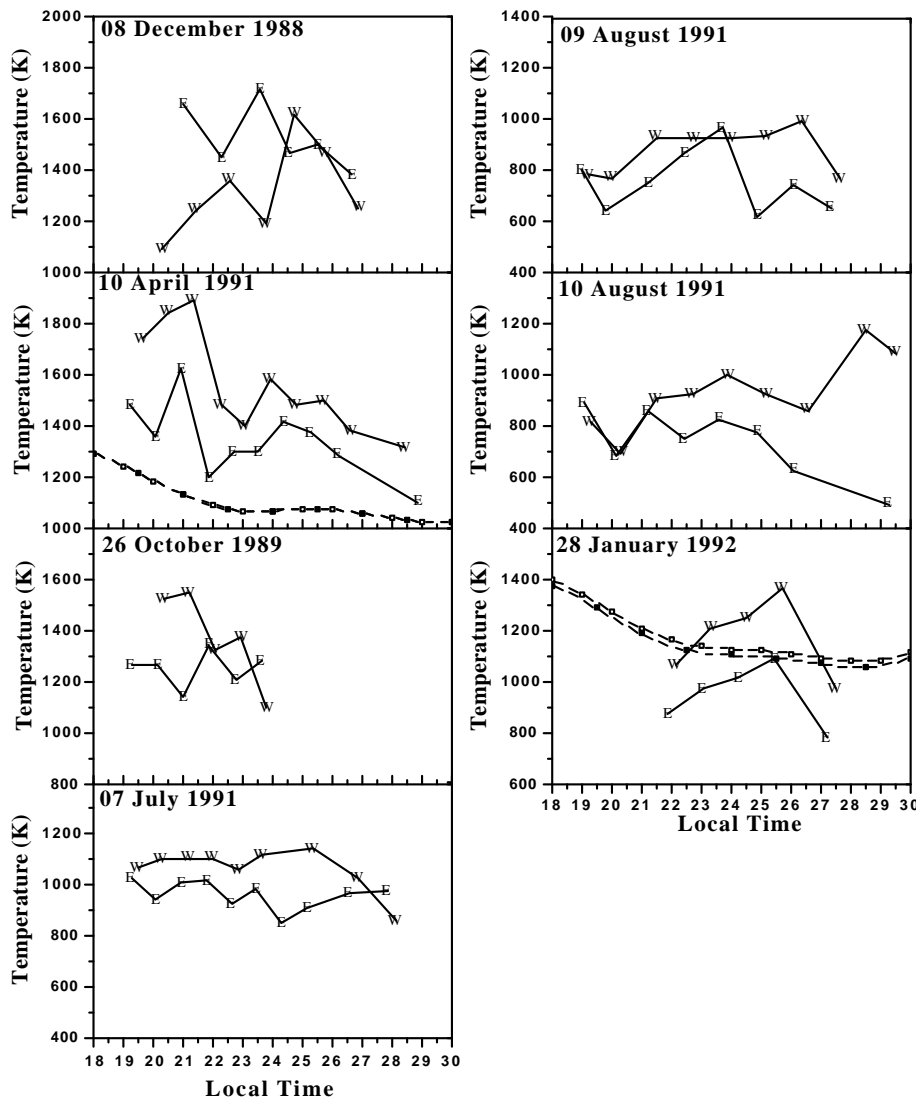 08 December 1988
Temperature (K)
2000
1800
1600
1400
1200
1000
E E E E E E
W W W W W W W
10 April 1991
Temperature (K)
1800
1600
1400
1200
1000
W W W W W W W W W W
E E E E E E E E E E
26 October 1989
Temperature (K)
1600
1400
1200
1000
800
W W W W W
E E E E E E
07 July 1991
Temperature (K)
1200
1000
800
600
400
W W W W W W W W W
E E E E E E E E E E
18 19 20 21 22 23 24 25 26 27 28 29 30
Local Time
09 August 1991
Temperature (K)
1400
1200
1000
800
600
400
W W W W W W W W
E E E E E E E E
10 August 1991
Temperature (K)
1200
1000
800
600
400
W W W W W W W W W
E E E E E E E E
28 January 1992
Temperature (K)
1400
1200
1000
800
600
W W W W W
E E E E E
18 19 20 21 22 23 24 25 26 27 28 29 30
Local Time